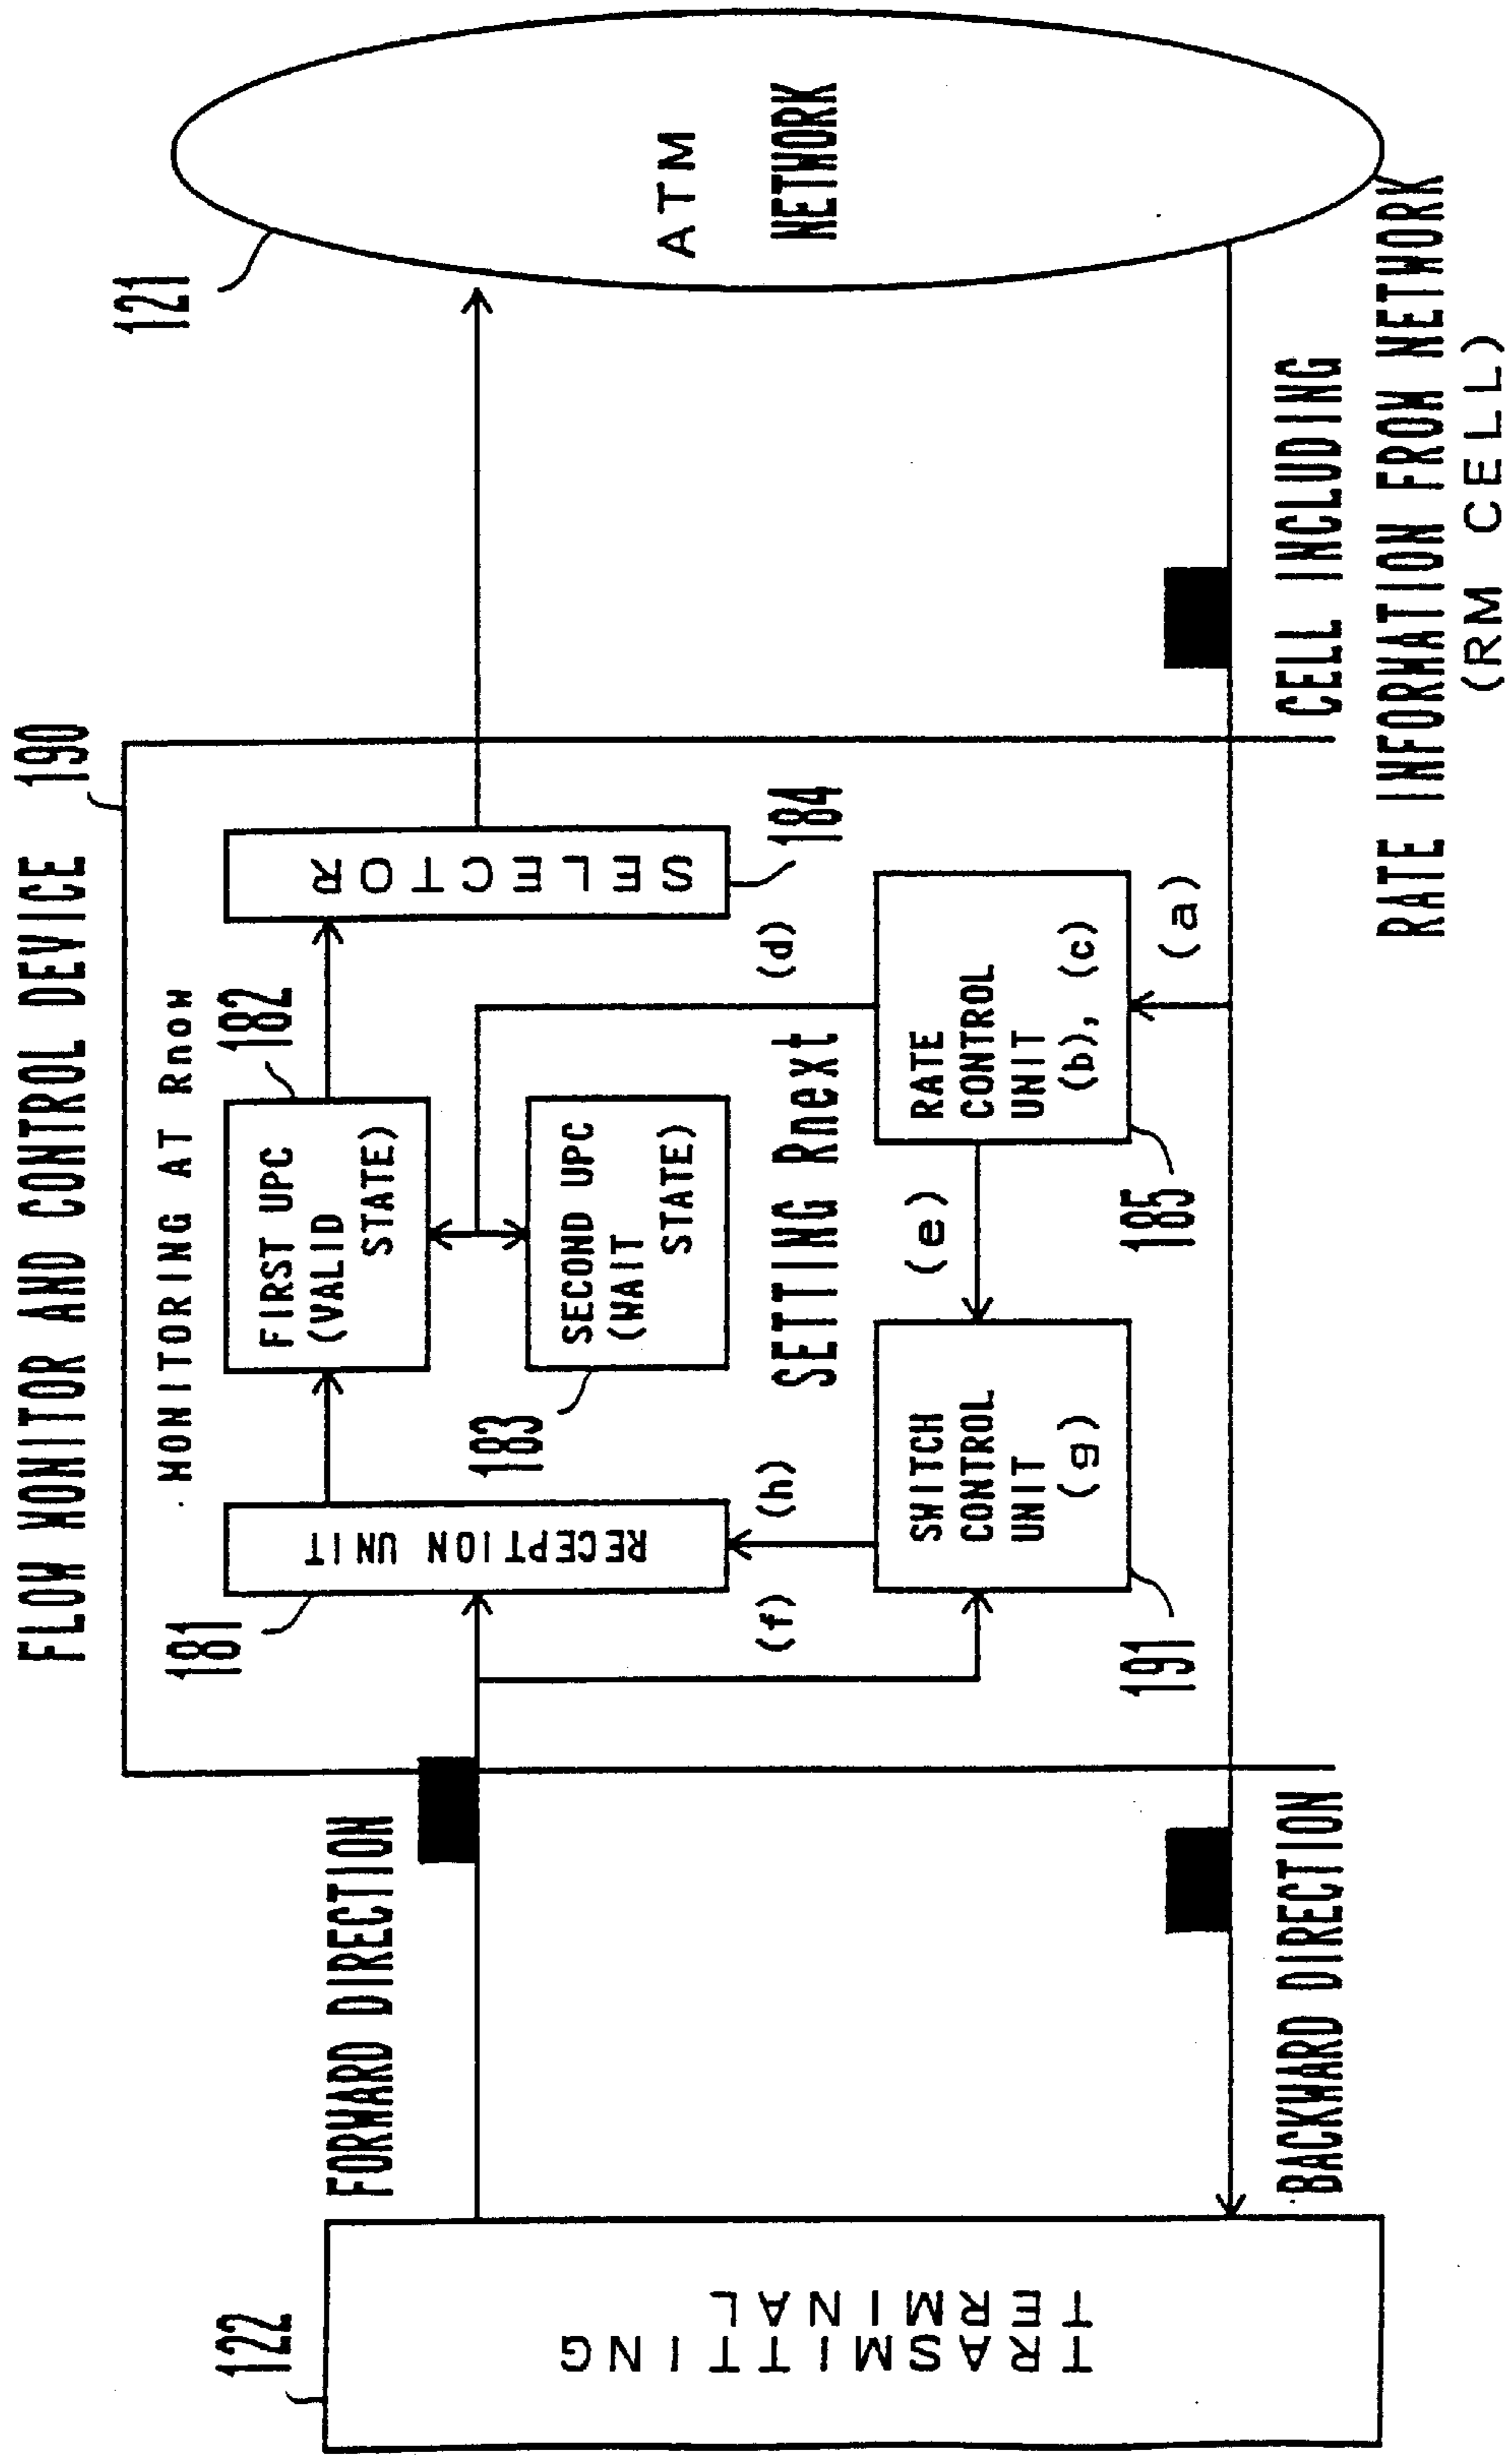 FLOW MONITOR AND CONTROL DEVICE 190
MONITORING AT Rnow
121
122
TRASMITTING
TERMINAL
FORWARD DIRECTION
BACKWARD DIRECTION
181
RECEPTION UNIT
182
FIRST UPC
(VALID
STATE)
183
SECOND UPC
(WAIT
STATE)
SELECTOR
184
SETTING Rnext
(d)
(h)
(f)
(e)
SWITCH
CONTROL
UNIT
(g)
191
RATE
CONTROL
UNIT
(b), (c)
185
(a)
ATM
NETWORK
CELL INCLUDING
RATE INFORMATION FROM NETWORK
(RM CELL)